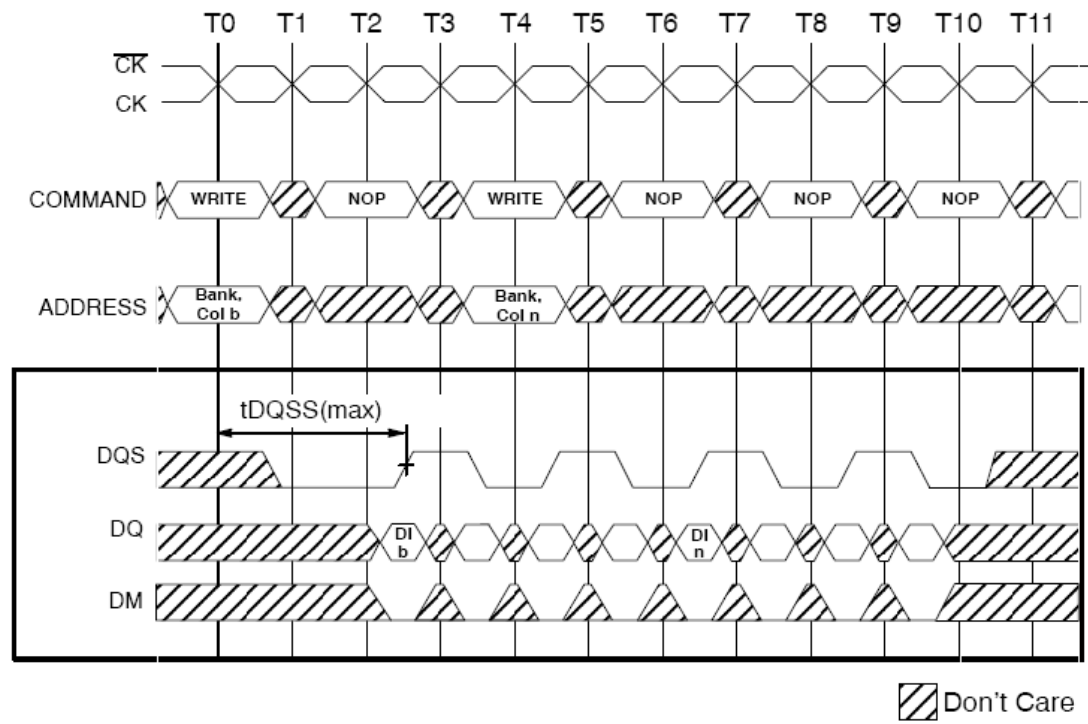 T0 T1 T2 T3 T4 T5 T6 T7 T8 T9 T10 T11
CK
CK
COMMAND WRITE NOP WRITE NOP NOP NOP
ADDRESS Bank, Col b Bank, Col n
tDQSS(max)
DQS
DQ DI b DI n
DM
Don't Care